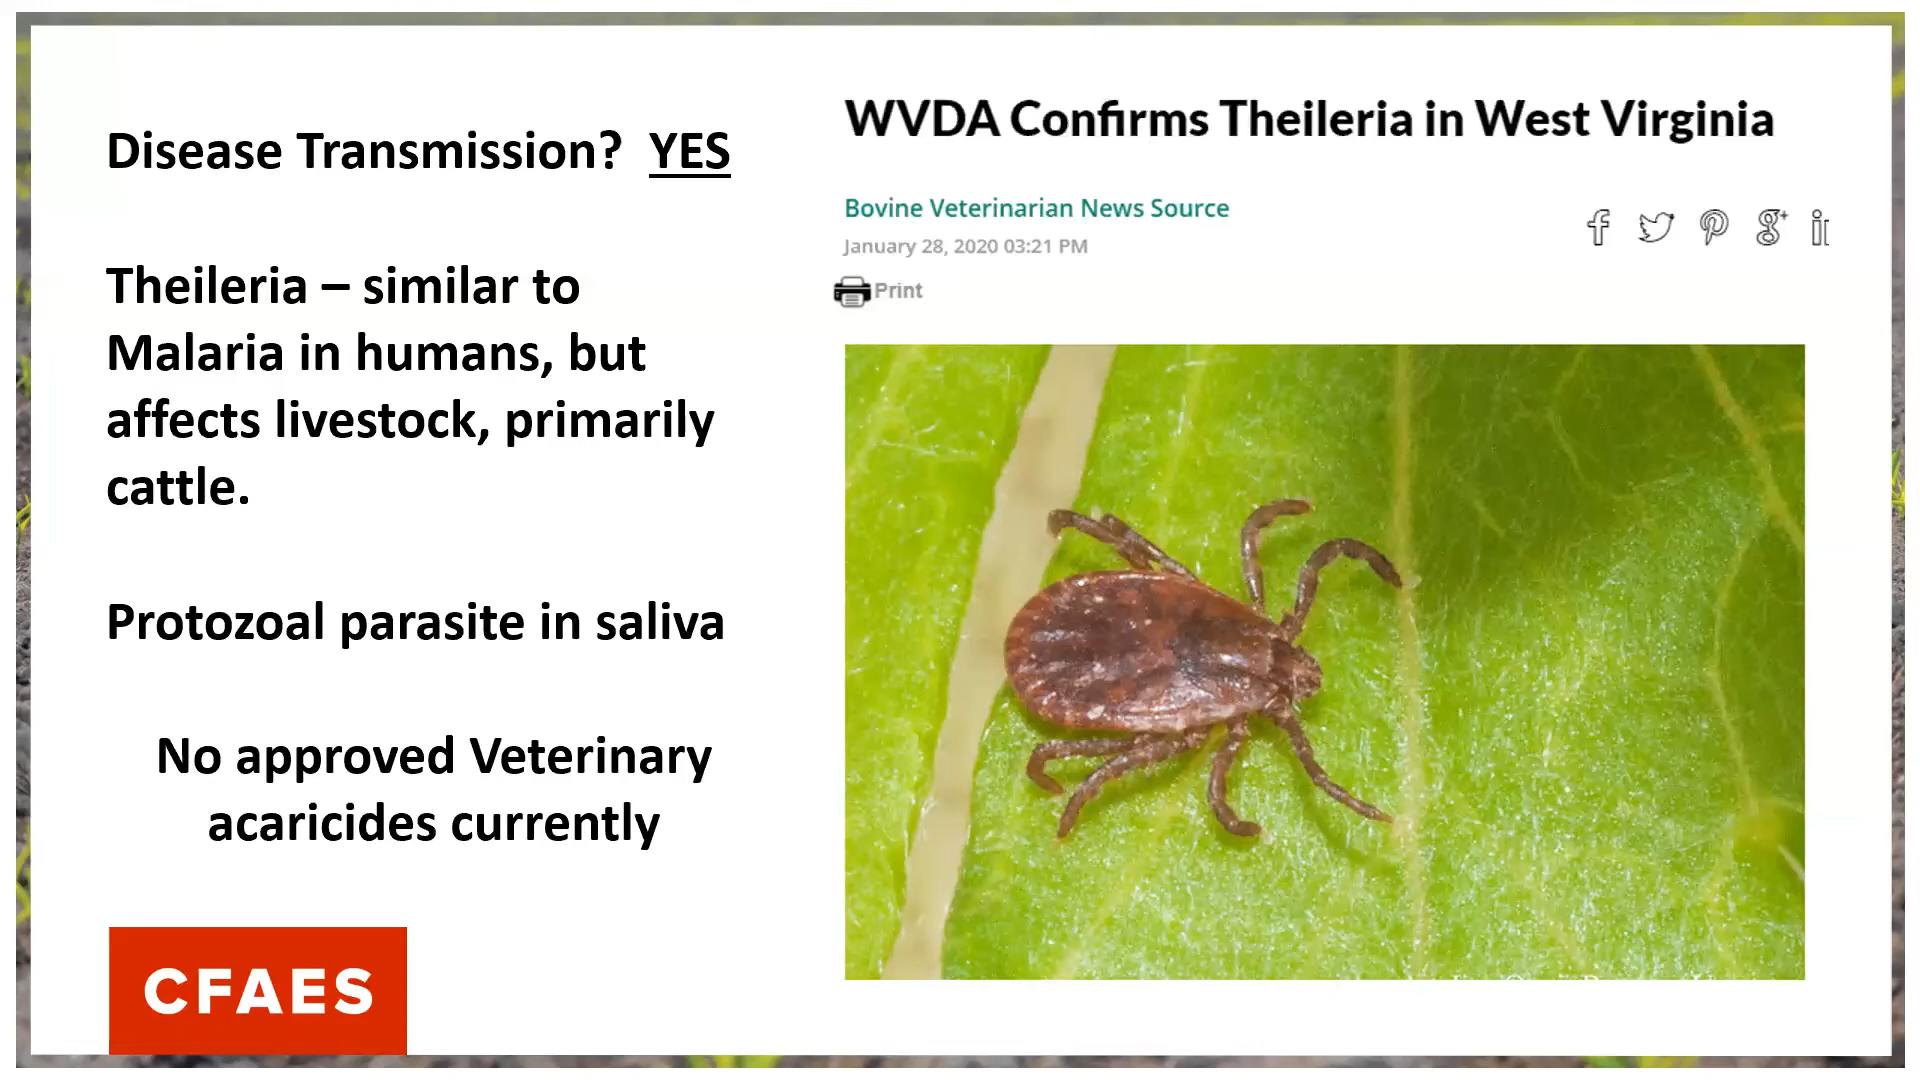 Disease Transmission? YES
Theileria – similar to
Malaria in humans, but
affects livestock, primarily
cattle.
Protozoal parasite in saliva
No approved Veterinary
acaricides currently
CFAES
WVDA Confirms Theileria in West Virginia
Bovine Veterinarian News Source
January 28, 2020 03:21 PM
Print